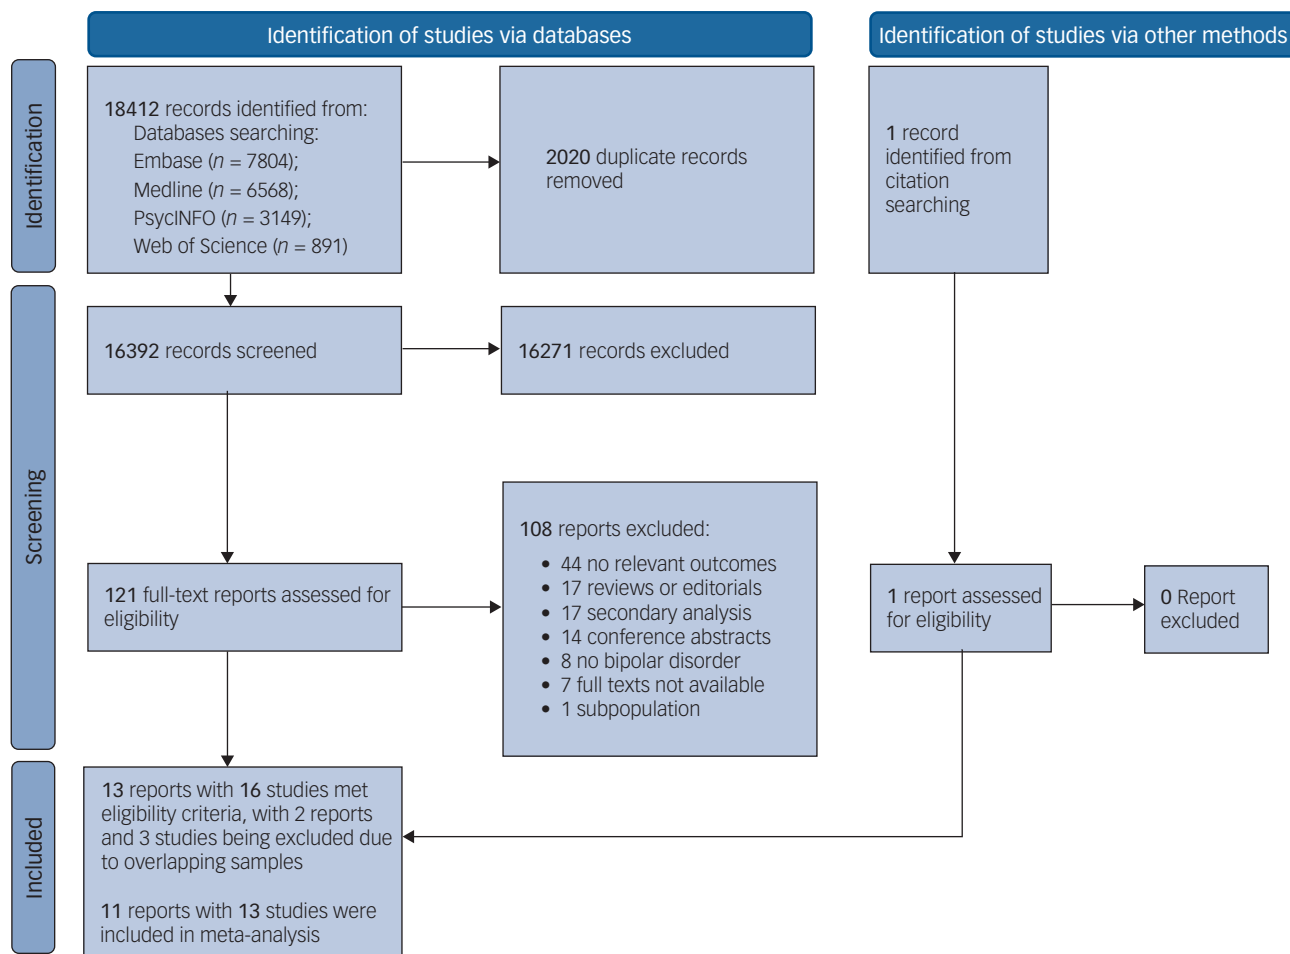 Identification of studies via databases
Identification of studies via other methods
Identification
18412 records identified from:
Databases searching:
Embase (n = 7804);
Medline (n = 6568);
PsycINFO (n = 3149);
Web of Science (n = 891)
2020 duplicate records
removed
1 record
identified from
citation
searching
Screening
16392 records screened
16271 records excluded
121 full-text reports assessed for
eligibility
108 reports excluded:
• 44 no relevant outcomes
• 17 reviews or editorials
• 17 secondary analysis
• 14 conference abstracts
• 8 no bipolar disorder
• 7 full texts not available
• 1 subpopulation
1 report assessed
for eligibility
0 Report
excluded
Included
13 reports with 16 studies met
eligibility criteria, with 2 reports
and 3 studies being excluded due
to overlapping samples
11 reports with 13 studies were
included in meta-analysis